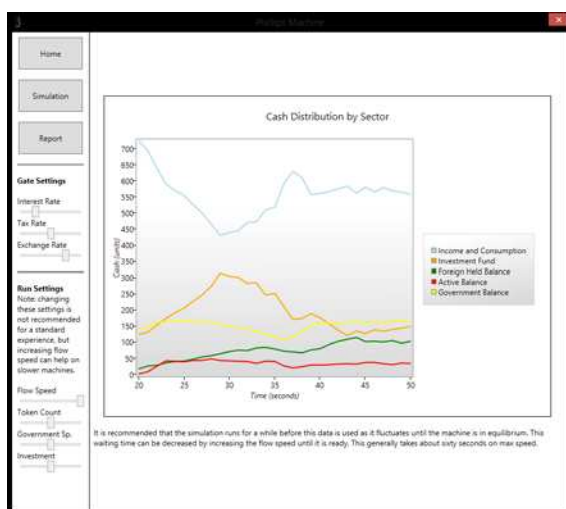 Phillips Machine
Home
Simulation
Report
Gate Settings
Interest Rate
Tax Rate
Exchange Rate
Run Settings
Note: changing
these settings is
not recommended
for a standard
experience, but
increasing flow
speed can help on
slower machines.
Flow Speed
Token Count
Government Sp.
Investment
Cash Distribution by Sector
Cash (units)
700
650
600
550
500
450
400
350
300
250
200
150
100
50
0
20 25 30 35 40 45 50
Time (seconds)
Income and Consumption
Investment Fund
Foreign Held Balance
Active Balance
Government Balance
It is recommended that the simulation runs for a while before this data is used as it fluctuates until the machine is in equilibrium. This
waiting time can be decreased by increasing the flow speed until it is ready. This generally takes about sixty seconds on max speed.